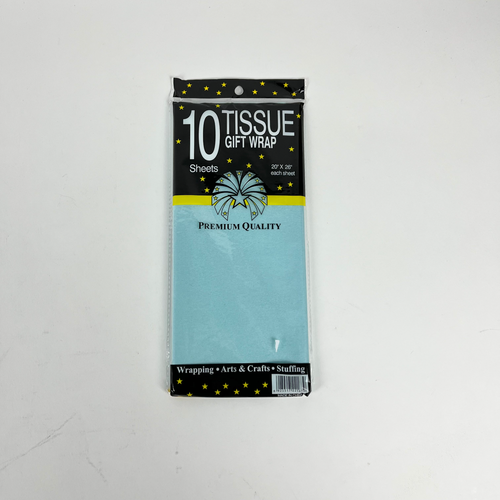 10 TISSUE
GIFT WRAP
Sheets
20" X 26"
each sheet
PREMIUM QUALITY
Wrapping • Arts & Crafts • Stuffing